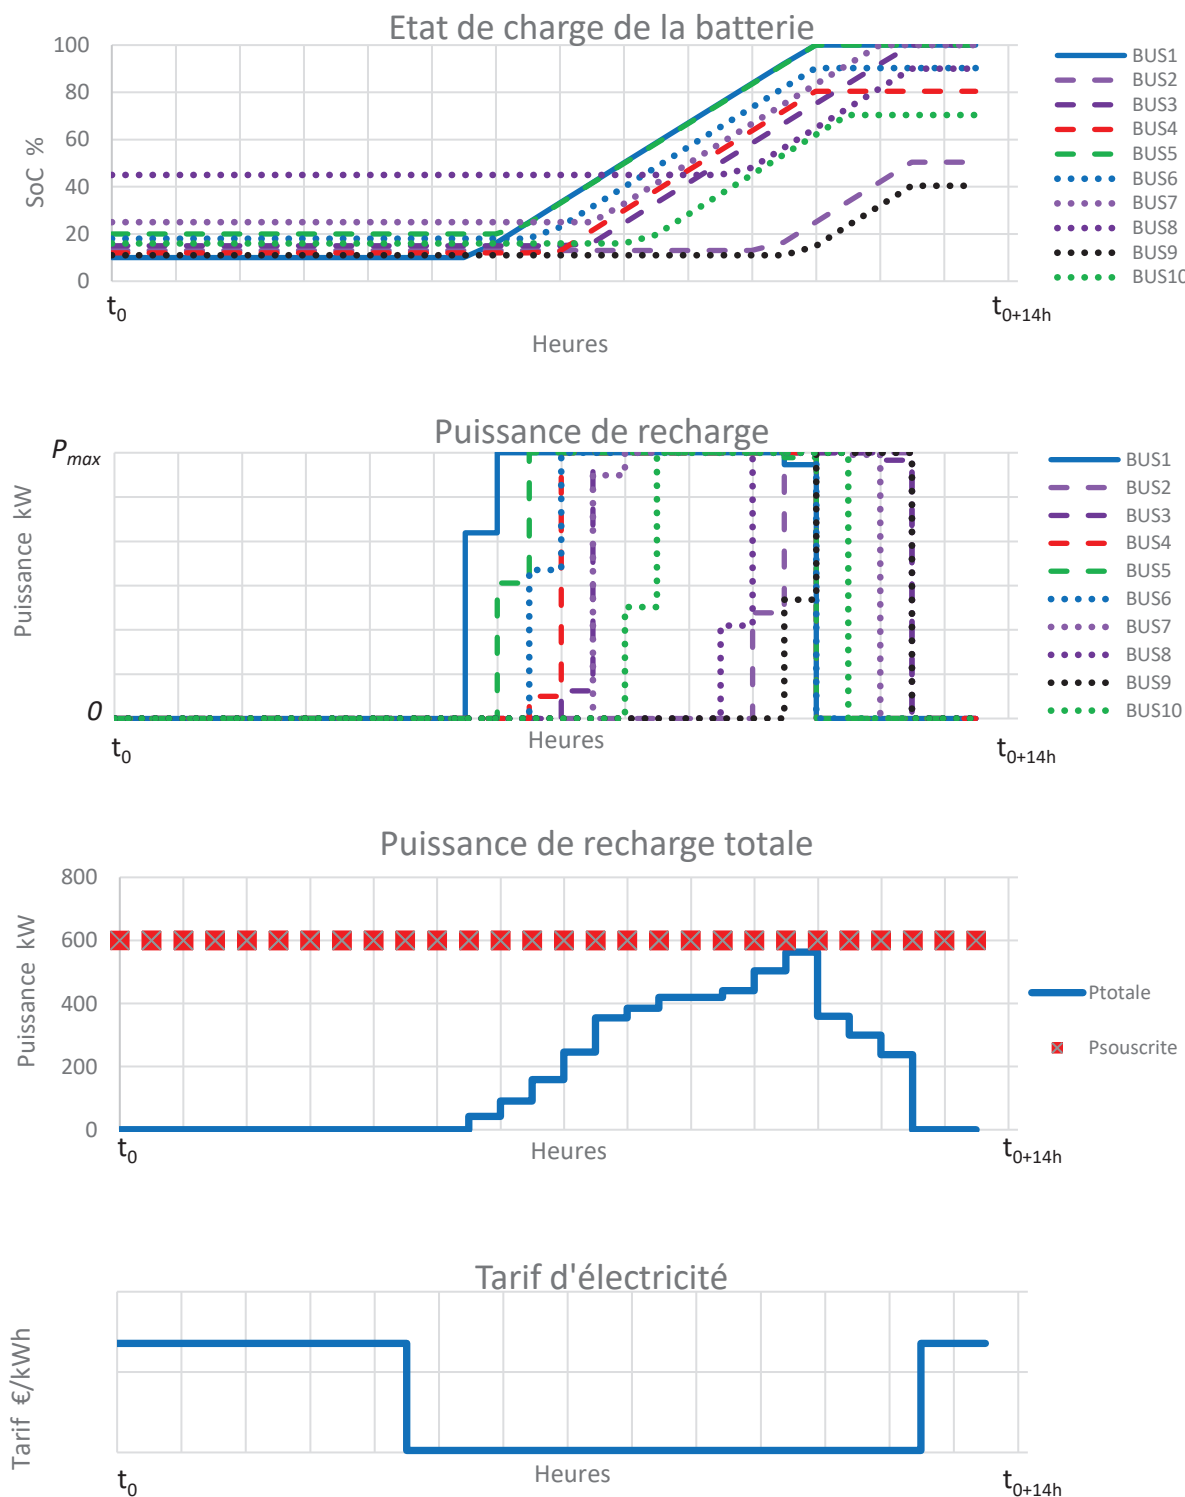 Etat de charge de la batterie
SoC %
100
80
60
40
20
0
t0
t0+14h
Heures
BUS1
BUS2
BUS3
BUS4
BUS5
BUS6
BUS7
BUS8
BUS9
BUS10
Puissance de recharge
Puissance kW
Pmax
0
t0
t0+14h
Heures
BUS1
BUS2
BUS3
BUS4
BUS5
BUS6
BUS7
BUS8
BUS9
BUS10
Puissance de recharge totale
Puissance kW
800
600
400
200
0
t0
t0+14h
Heures
Ptotale
Psouscrite
Tarif d'électricité
Tarif €/kWh
t0
t0+14h
Heures